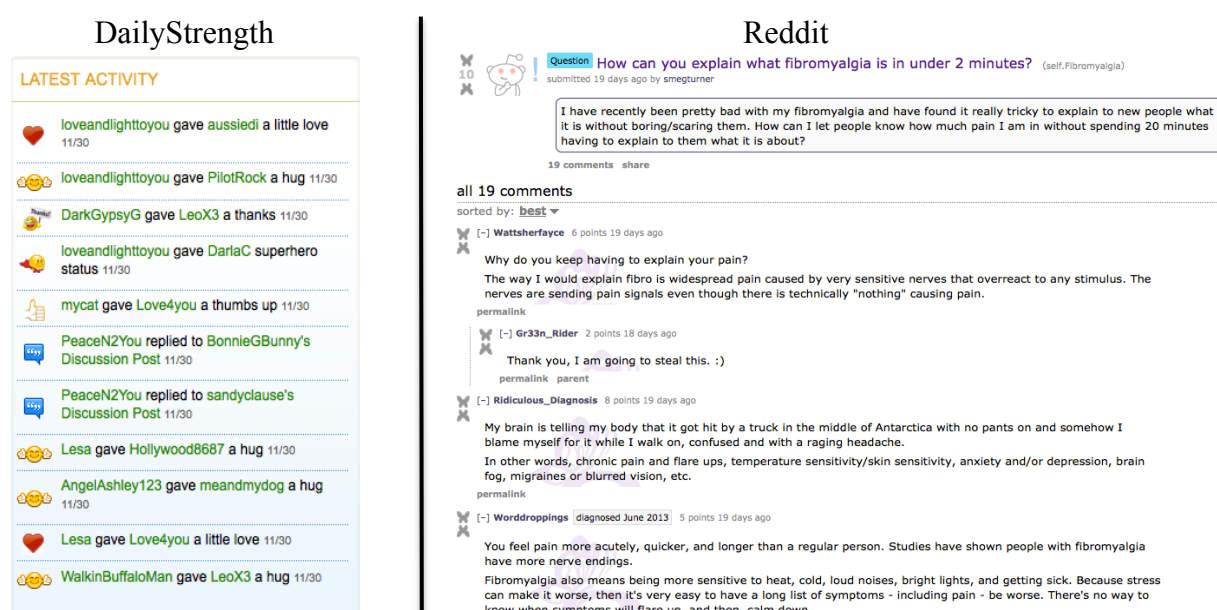 DailyStrength
LATEST ACTIVITY
loveandlighttoyou gave aussiedi a little love
11/30
loveandlighttoyou gave PilotRock a hug 11/30
Thanks!
DarkGypsyG gave LeoX3 a thanks 11/30
loveandlighttoyou gave DarlaC superhero
status 11/30
mycat gave Love4you a thumbs up 11/30
PeaceN2You replied to BonnieGBunny's
Discussion Post 11/30
PeaceN2You replied to sandyclause's
Discussion Post 11/30
Lesa gave Hollywood8687 a hug 11/30
AngelAshley123 gave meandmydog a hug
11/30
Lesa gave Love4you a little love 11/30
WalkinBuffaloMan gave LeoX3 a hug 11/30
Reddit
10
! Question How can you explain what fibromyalgia is in under 2 minutes? (self.Fibromyalgia)
submitted 19 days ago by smegturner
I have recently been pretty bad with my fibromyalgia and have found it really tricky to explain to new people what
it is without boring/scaring them. How can I let people know how much pain I am in without spending 20 minutes
having to explain to them what it is about?
19 comments share
all 19 comments
sorted by: best
[–] Wattsherfayce 6 points 19 days ago
Why do you keep having to explain your pain?
The way I would explain fibro is widespread pain caused by very sensitive nerves that overreact to any stimulus. The
nerves are sending pain signals even though there is technically "nothing" causing pain.
permalink
[–] Gr33n_Rider 2 points 18 days ago
Thank you, I am going to steal this. :)
permalink parent
[–] Ridiculous_Diagnosis 8 points 19 days ago
My brain is telling my body that it got hit by a truck in the middle of Antarctica with no pants on and somehow I
blame myself for it while I walk on, confused and with a raging headache.
In other words, chronic pain and flare ups, temperature sensitivity/skin sensitivity, anxiety and/or depression, brain
fog, migraines or blurred vision, etc.
permalink
[–] Worddroppings diagnosed June 2013 5 points 19 days ago
You feel pain more acutely, quicker, and longer than a regular person. Studies have shown people with fibromyalgia
have more nerve endings.
Fibromyalgia also means being more sensitive to heat, cold, loud noises, bright lights, and getting sick. Because stress
can make it worse, then it's very easy to have a long list of symptoms - including pain - be worse. There's no way to
know when symptoms will flare up, and then, calm down.